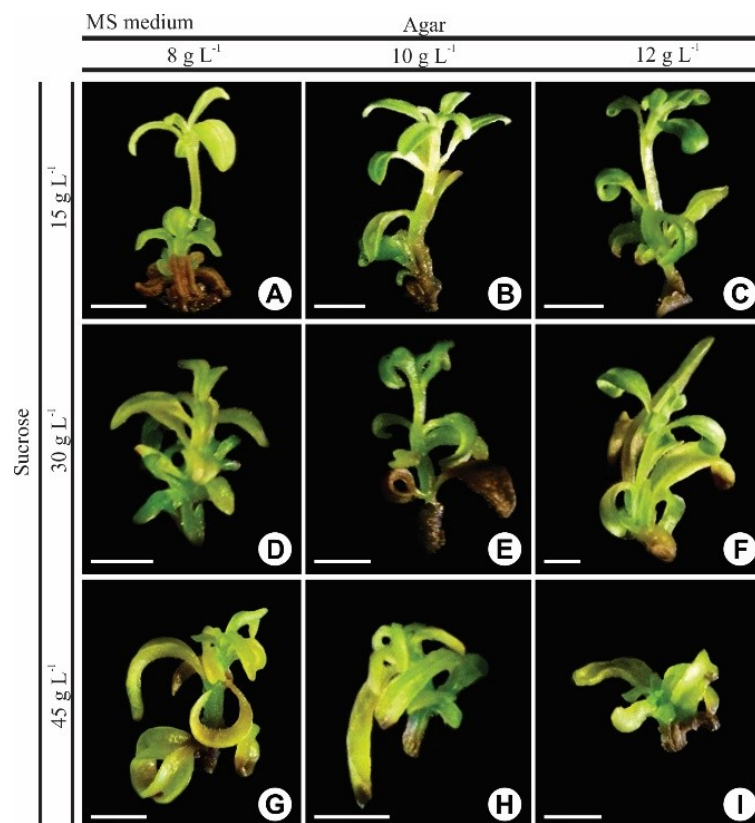 MS medium
Agar
8 g L⁻¹ 10 g L⁻¹ 12 g L⁻¹
Sucrose
15 g L⁻¹
A B C
30 g L⁻¹
D E F
45 g L⁻¹
G H I